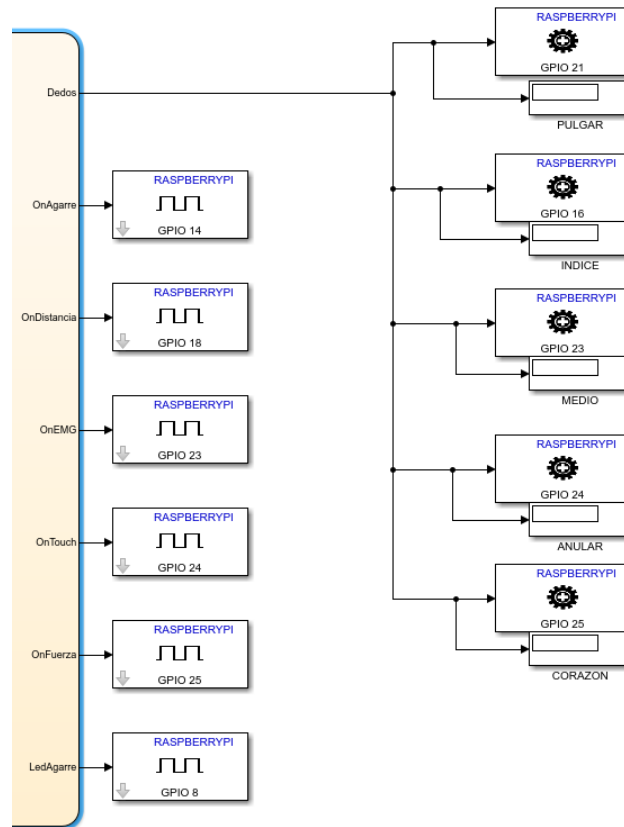 Dedos
OnAgarre
OnDistancia
OnEMG
OnTouch
OnFuerza
LedAgarre
RASPBERRYPI
GPIO 14
RASPBERRYPI
GPIO 18
RASPBERRYPI
GPIO 23
RASPBERRYPI
GPIO 24
RASPBERRYPI
GPIO 25
RASPBERRYPI
GPIO 8
RASPBERRYPI
GPIO 21
PULGAR
RASPBERRYPI
GPIO 16
INDICE
RASPBERRYPI
GPIO 23
MEDIO
RASPBERRYPI
GPIO 24
ANULAR
RASPBERRYPI
GPIO 25
CORAZON